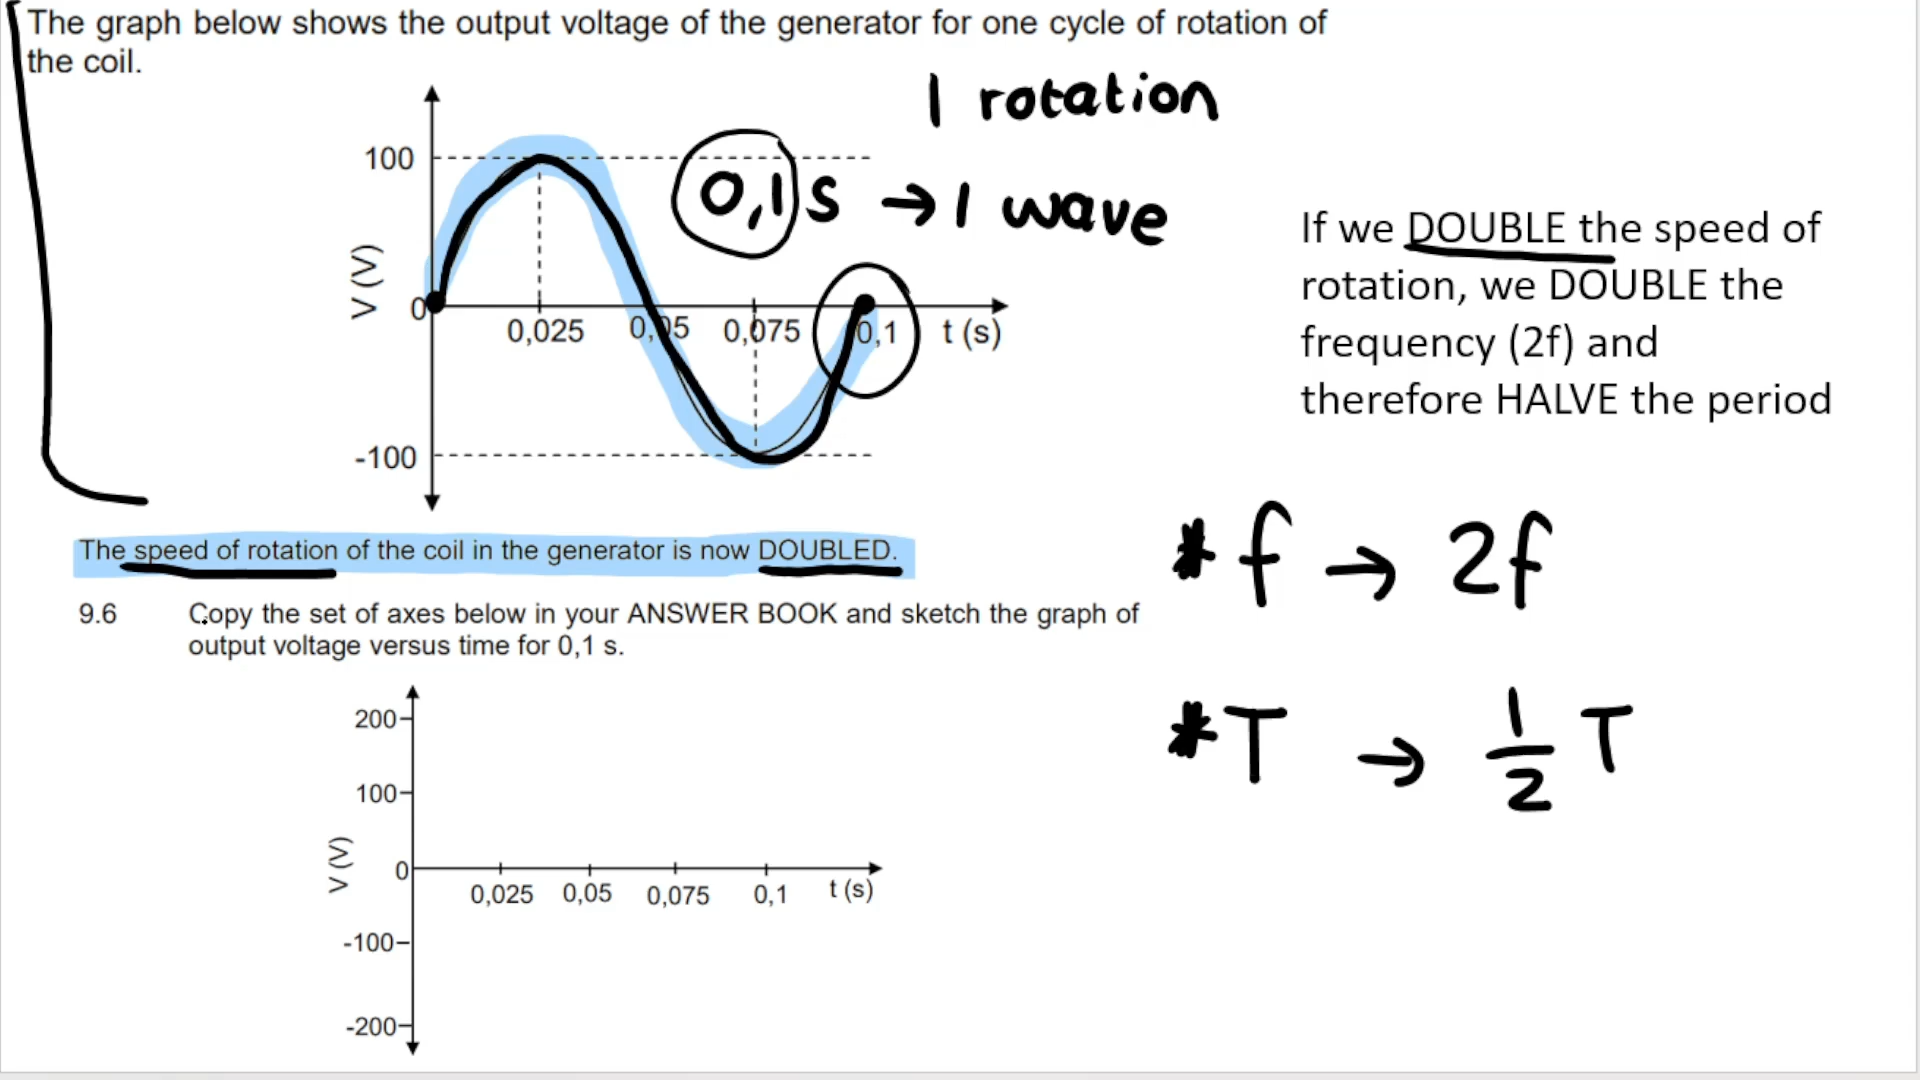 The graph below shows the output voltage of the generator for one cycle of rotation of
the coil.
1 rotation
100
0,1s → 1 wave
V (V)
0
0,025
0,05
0,075
0,1
t (s)
-100
If we DOUBLE the speed of
rotation, we DOUBLE the
frequency (2f) and
therefore HALVE the period
The speed of rotation of the coil in the generator is now DOUBLED.
* f → 2f
9.6 Copy the set of axes below in your ANSWER BOOK and sketch the graph of
output voltage versus time for 0,1 s.
* T → 1/2 T
200
100
V (V)
0
0,025
0,05
0,075
0,1
t (s)
-100
-200